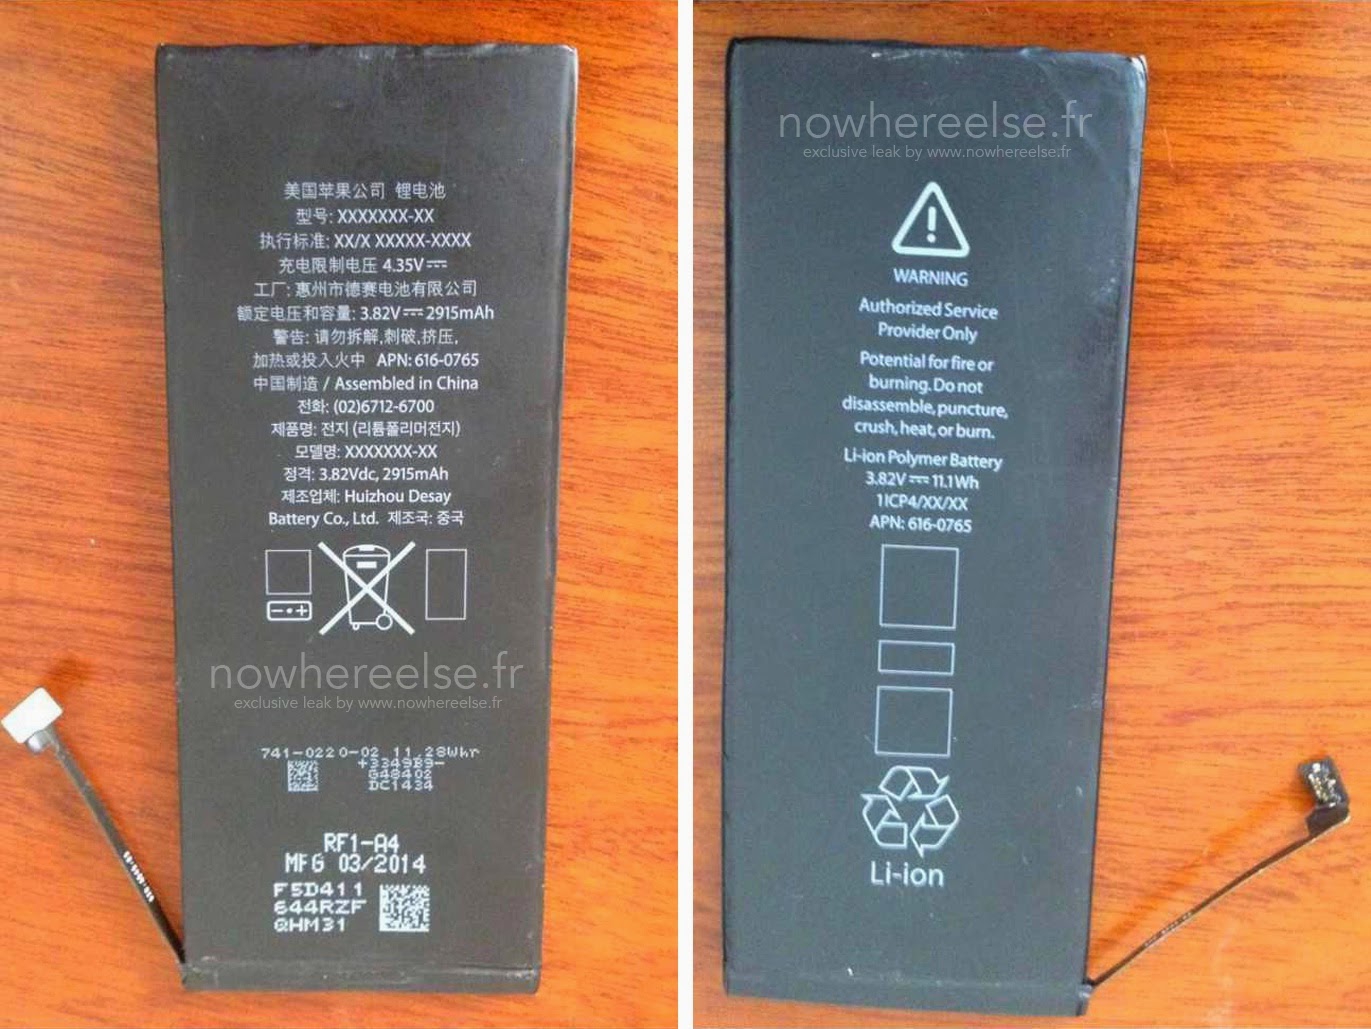 美国苹果公司 锂电池
型号: XXXXXXX-XX
执行标准: XX/X XXXXX-XXXX
充电限制电压 4.35V⎓
工厂: 惠州市德赛电池有限公司
额定电压和容量: 3.82V⎓2915mAh
警告: 请勿拆解,刺破,挤压,
加热或投入火中 APN: 616-0765
中国制造 / Assembled in China
전화: (02)6712-6700
제품명: 전지 (리튬폴리머전지)
모델명: XXXXXXX-XX
정격: 3.82Vdc, 2915mAh
제조업체: Huizhou Desay
Battery Co., Ltd. 제조국: 중국
nowhereelse.fr
exclusive leak by www.nowhereelse.fr
741-0220-02 11.28Whr
+3349B9-
G48402
DC1434
RF1-A4
MFG 03/2014
F5D411
644RZF
QHM31
nowhereelse.fr
exclusive leak by www.nowhereelse.fr
WARNING
Authorized Service
Provider Only
Potential for fire or
burning. Do not
disassemble, puncture,
crush, heat, or burn.
Li-ion Polymer Battery
3.82V⎓11.1Wh
1ICP4/XX/XX
APN: 616-0765
Li-ion